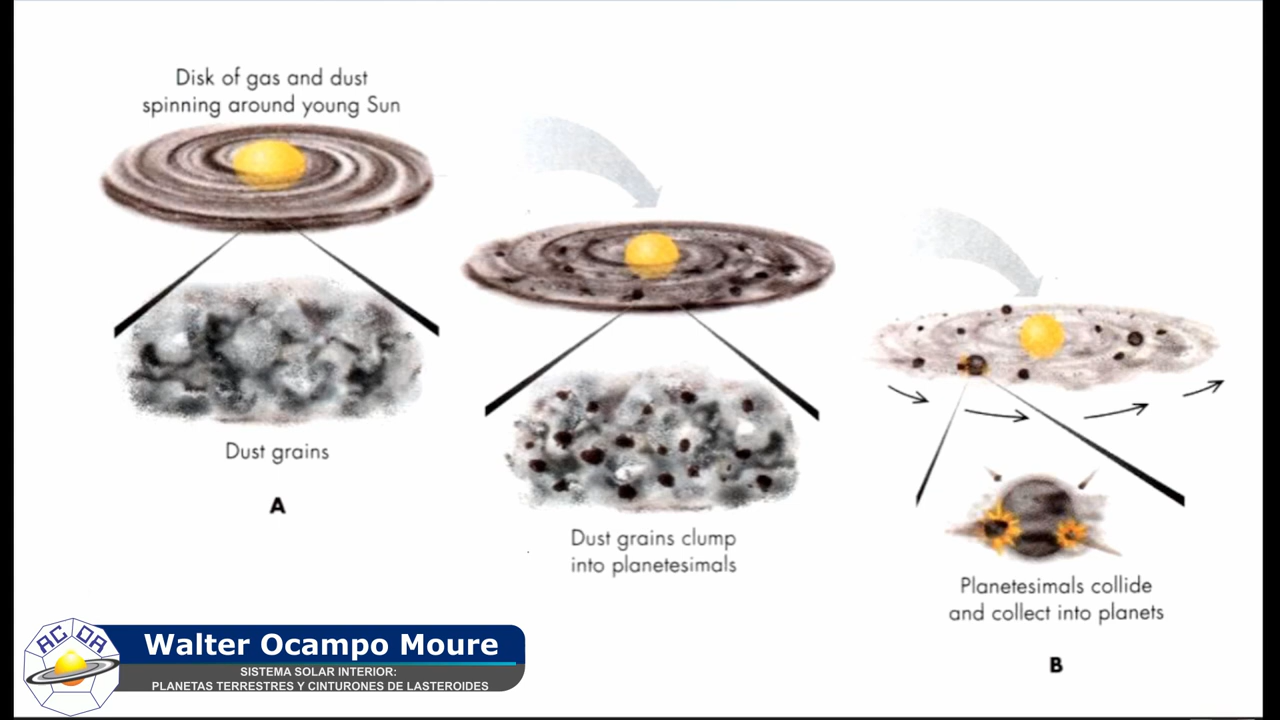 Disk of gas and dust
spinning around young Sun
Dust grains
A
Dust grains clump
into planetesimals
Planetesimals collide
and collect into planets
B
ACODA
Walter Ocampo Moure
SISTEMA SOLAR INTERIOR:
PLANETAS TERRESTRES Y CINTURONES DE LASTEROIDES